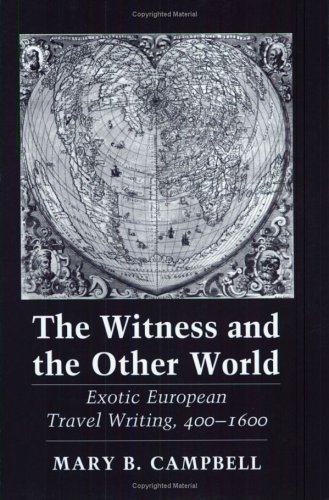 Copyrighted Material
The Witness and
the Other World
Exotic European
Travel Writing, 400–1600
MARY B. CAMPBELL
Copyrighted Material